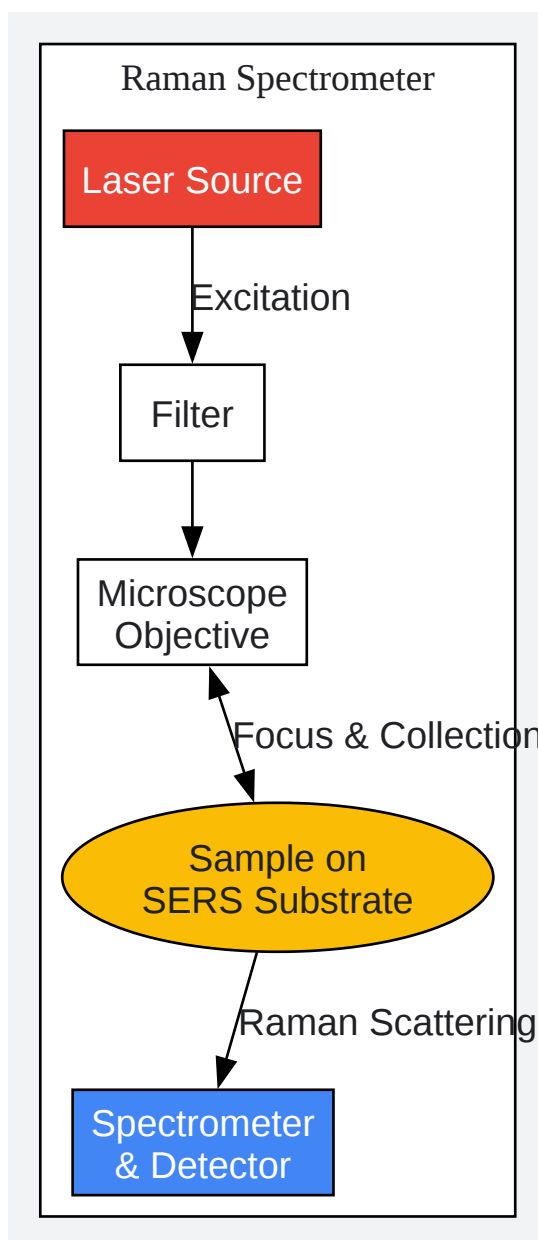 Raman Spectrometer
Laser Source
Excitation
Filter
Microscope
Objective
Focus & Collection
Sample on
SERS Substrate
Raman Scattering
Spectrometer
& Detector